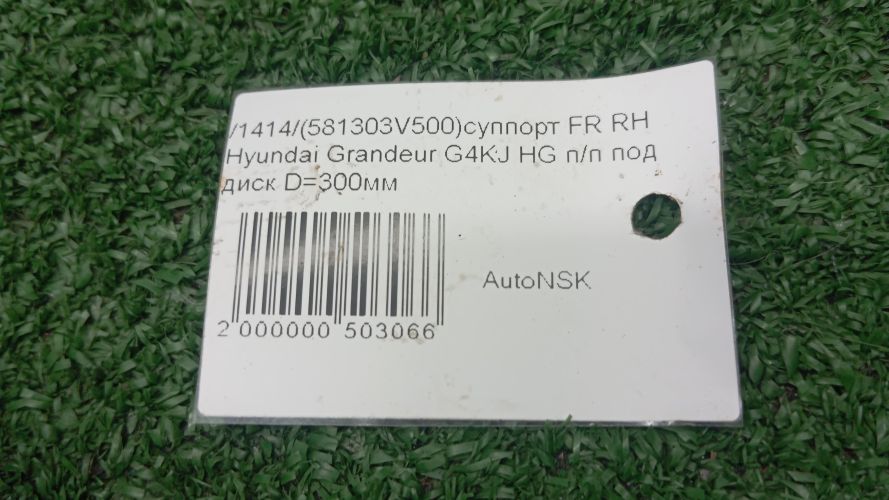 /1414/(581303V500)суппорт FR RH
Hyundai Grandeur G4KJ HG п/п под
диск D=300мм
AutoNSK
2 000000 503066